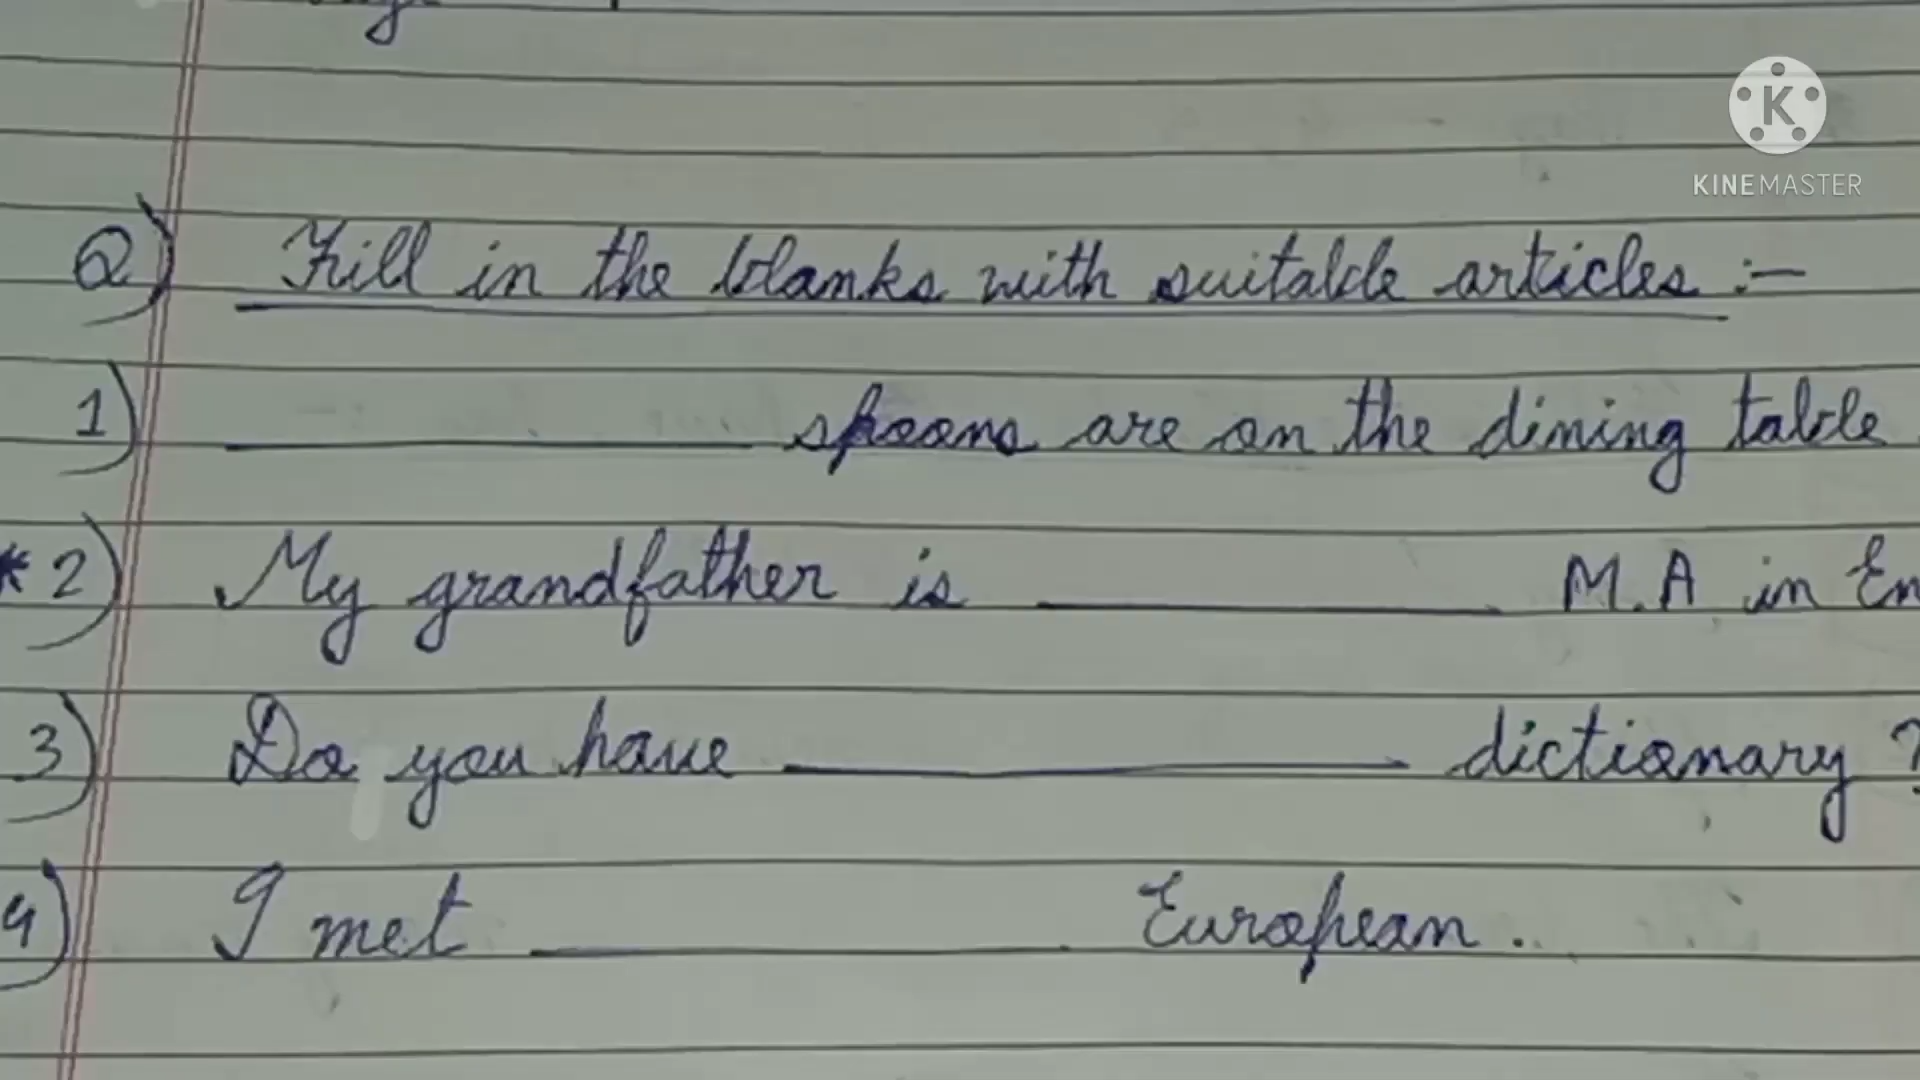 K
KINEMASTER
Q) Fill in the blanks with suitable articles :-
1) ________ spoons are on the dining table
*2) My grandfather is ________ M.A in En
3) Do you have ________ dictionary ?
4) I met ________ European .